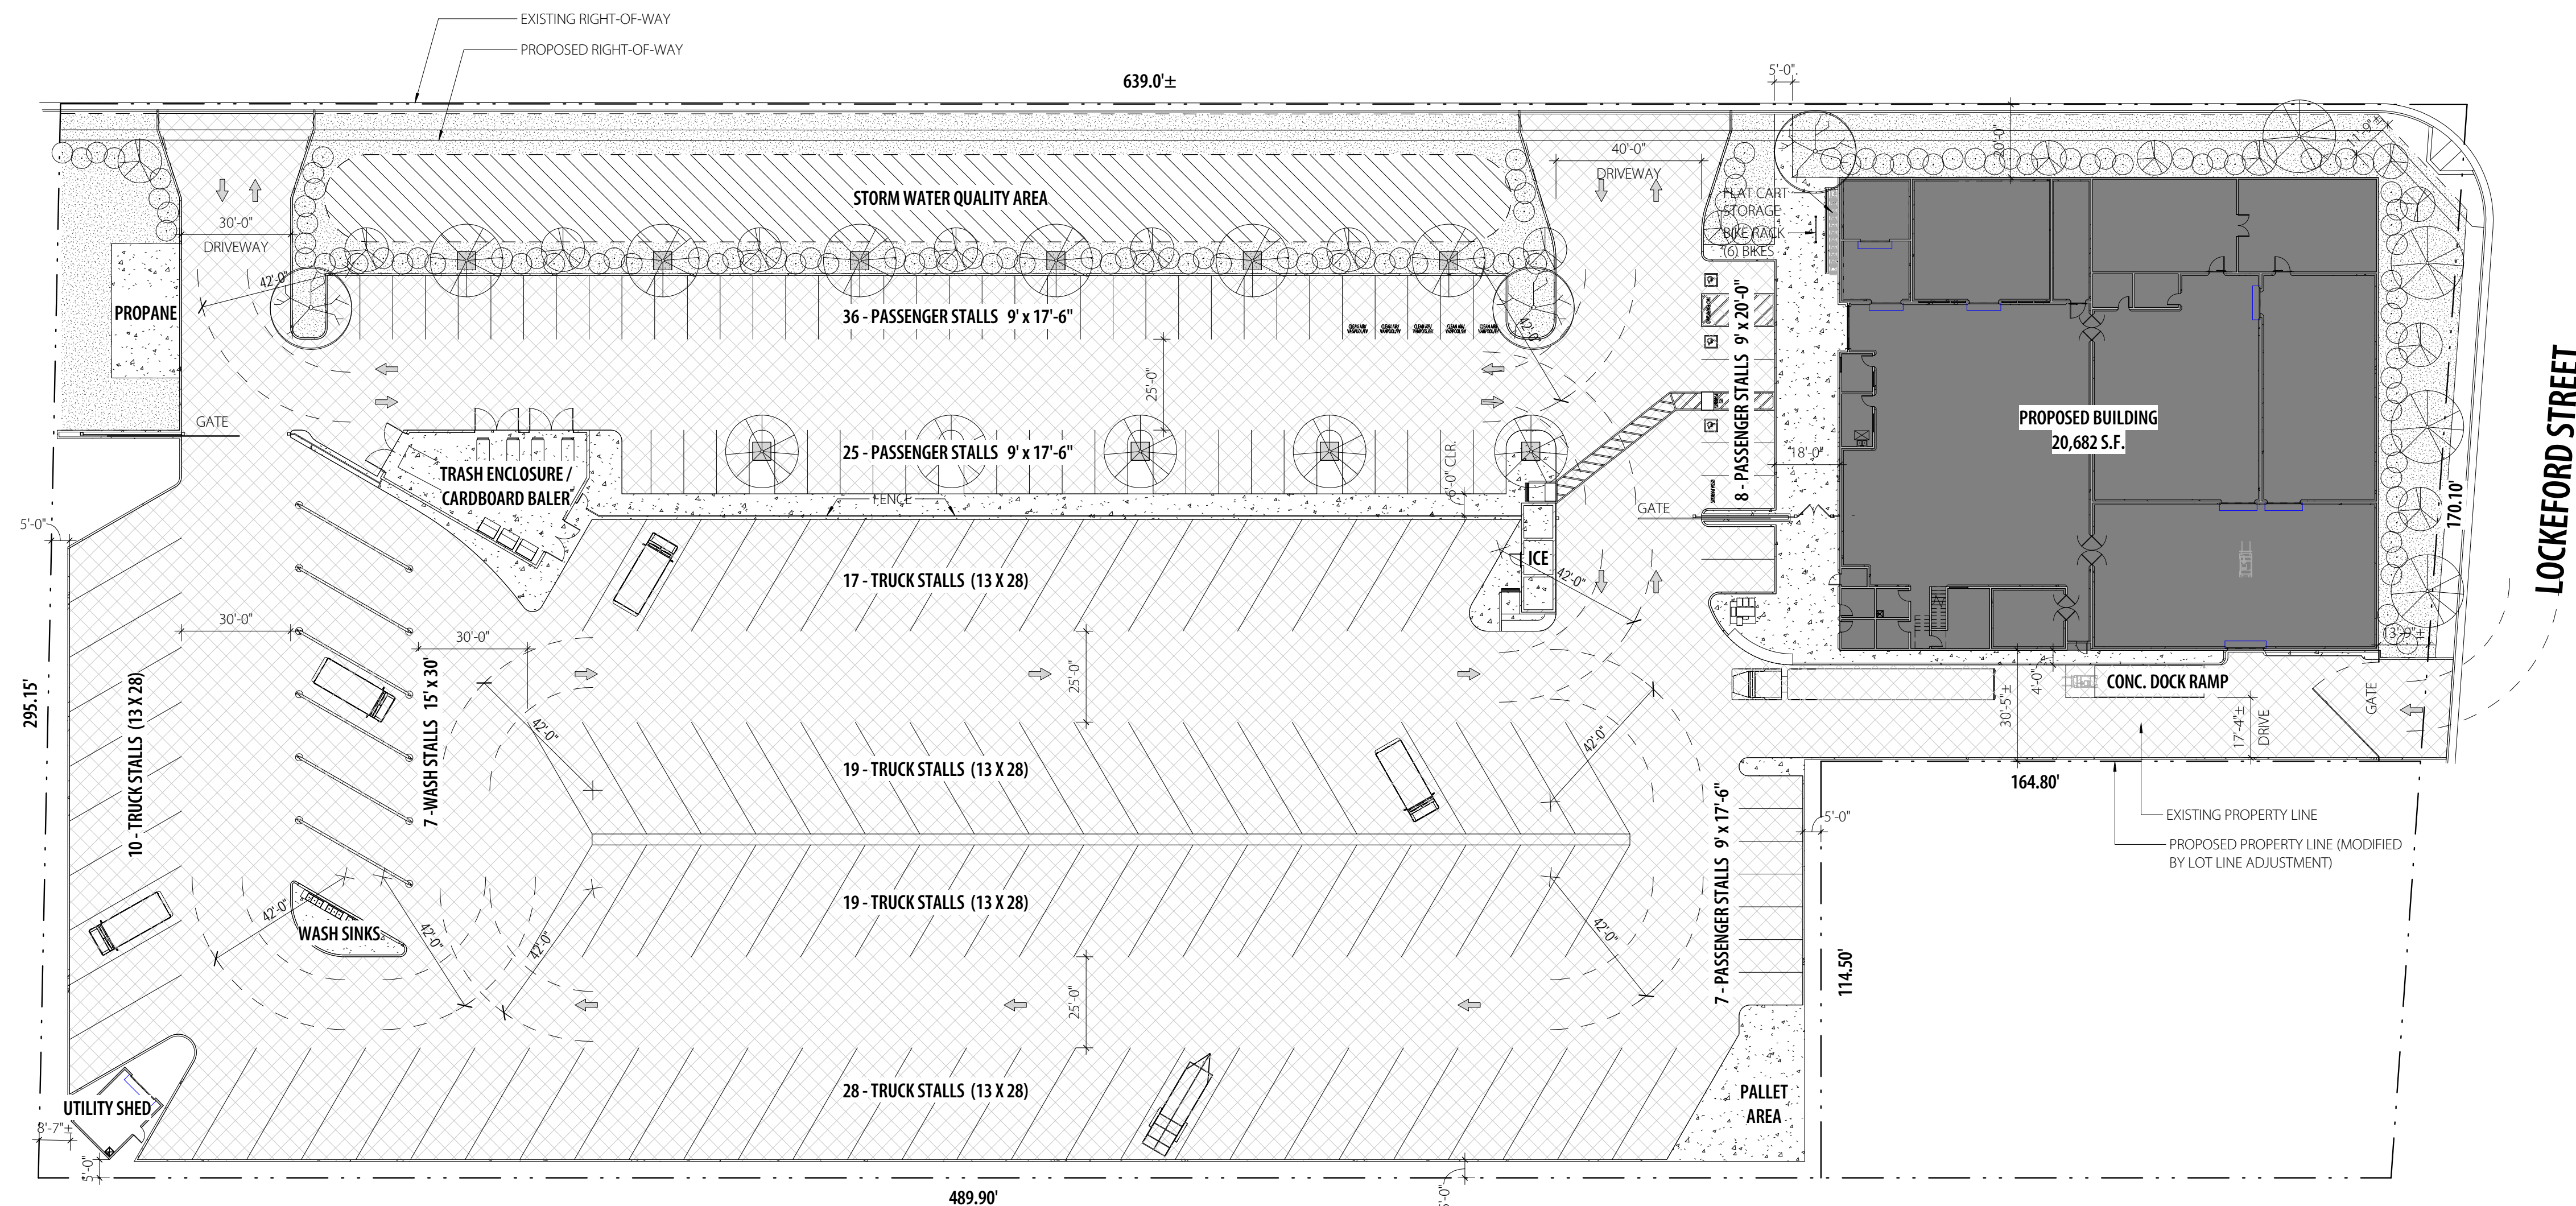 EXISTING RIGHT-OF-WAY
PROPOSED RIGHT-OF-WAY
639.0'±
5'-0"
40'-0"
DRIVEWAY
20'-0"
11'-9"±
STORM WATER QUALITY AREA
FLAT CART
STORAGE
BIKE RACK
(6) BIKES
30'-0"
DRIVEWAY
42'-0"
PROPANE
36 - PASSENGER STALLS 9' x 17'-6"
42'-0"
8 - PASSENGER STALLS 9' x 20'-0"
25'-0"
LOCKEFORD STREET
GATE
PROPOSED BUILDING
20,682 S.F.
TRASH ENCLOSURE /
CARDBOARD BALER
25 - PASSENGER STALLS 9' x 17'-6"
6'-0" CLR.
18'-0"
FENCE
GATE
170.10'
5'-0"
17 - TRUCK STALLS (13 X 28)
ICE
42'-0"
30'-0"
30'-0"
13'-9"±
295.15'
10 - TRUCK STALLS (13 X 28)
7 -WASH STALLS 15' x 30'
25'-0"
42'-0"
42'-0"
CONC. DOCK RAMP
4'-0"
30'-5"±
17'-4"±
DRIVE
GATE
19 - TRUCK STALLS (13 X 28)
164.80'
5'-0"
EXISTING PROPERTY LINE
PROPOSED PROPERTY LINE (MODIFIED
BY LOT LINE ADJUSTMENT)
7 - PASSENGER STALLS 9' x 17'-6"
19 - TRUCK STALLS (13 X 28)
42'-0"
WASH SINKS
42'-0"
42'-0"
42'-0"
114.50'
25'-0"
28 - TRUCK STALLS (13 X 28)
PALLET
AREA
UTILITY SHED
8'-7"±
5'-0"
489.90'